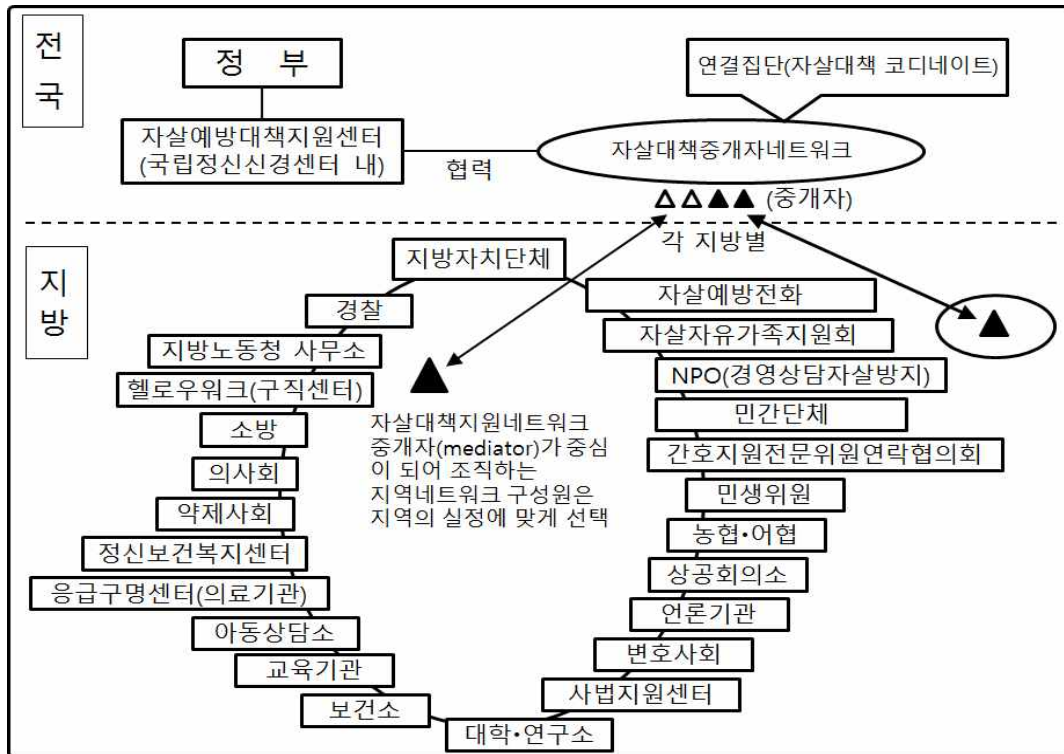 전
국
정 부
연결집단(자살대책 코디네이트)
자살예방대책지원센터
(국립정신신경센터 내)
협력
자살대책중개자네트워크
△△▲▲ (중개자)
각 지방별
지
방
지방자치단체
경찰
지방노동청 사무소
헬로우워크(구직센터)
소방
의사회
약제사회
정신보건복지센터
응급구명센터(의료기관)
아동상담소
교육기관
보건소
대학•연구소
▲
자살대책지원네트워크
중개자(mediator)가 중심
이 되어 조직하는
지역네트워크 구성원은
지역의 실정에 맞게 선택
자살예방전화
자살자유가족지원회
NPO(경영상담자살방지)
민간단체
간호지원전문위원연락협의회
민생위원
농협•어협
상공회의소
언론기관
변호사회
사법지원센터
▲